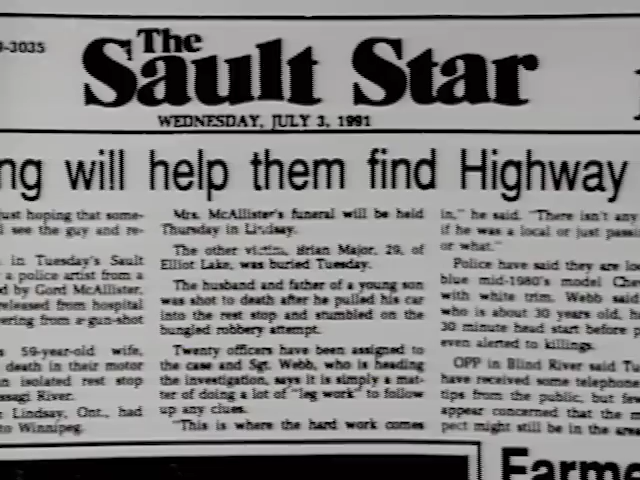 9-3035
The
Sault Star
WEDNESDAY, JULY 3, 1991
ng will help them find Highway
just hoping that some-
l see the guy and re-
in Tuesday's Sault
a police artist from a
d by Gord McAllister,
released from hospital
ering from a gun-shot
s 59-year-old wife,
death in their motor
n isolated rest stop
ssagi River.
Lindsay, Ont., had
to Winnipeg.
Mrs. McAllister's funeral will be held
Thursday in Lindsay.
The other victim, Brian Major, 29, of
Elliot Lake, was buried Tuesday.
The husband and father of a young son
was shot to death after he pulled his car
into the rest stop and stumbled on the
bungled robbery attempt.
Twenty officers have been assigned to
the case and Sgt. Webb, who is heading
the investigation, says it is simply a mat-
ter of doing a lot of "leg work" to follow
up any clues.
"This is where the hard work comes
in," he said. "There isn't any
if he was a local or just passi
or what."
Police have said they are lo
blue mid-1980's model Che
with white trim. Webb said
who is about 30 years old, h
30 minute head start before p
even alerted to killings.
OPP in Blind River said Tu
have received some telephone
tips from the public, but few
appear concerned that the
pect might still be in the area
Farme